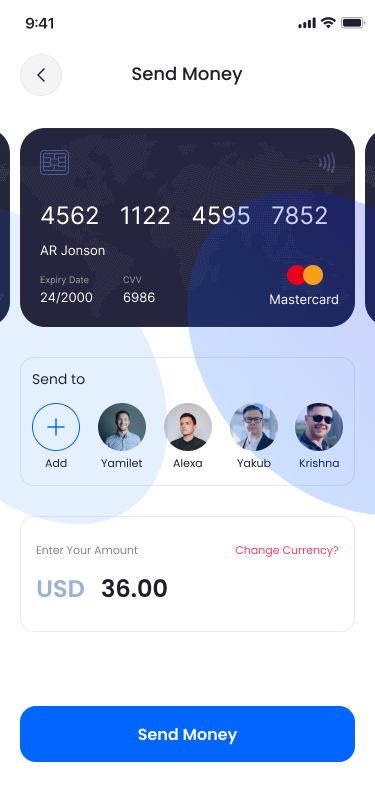 9:41
Send Money
4562 1122 4595 7852
AR Jonson
Expiry Date CVV
24/2000 6986
Mastercard
Send to
Add Yamilet Alexa Yakub Krishna
Enter Your Amount Change Currency?
USD 36.00
Send Money